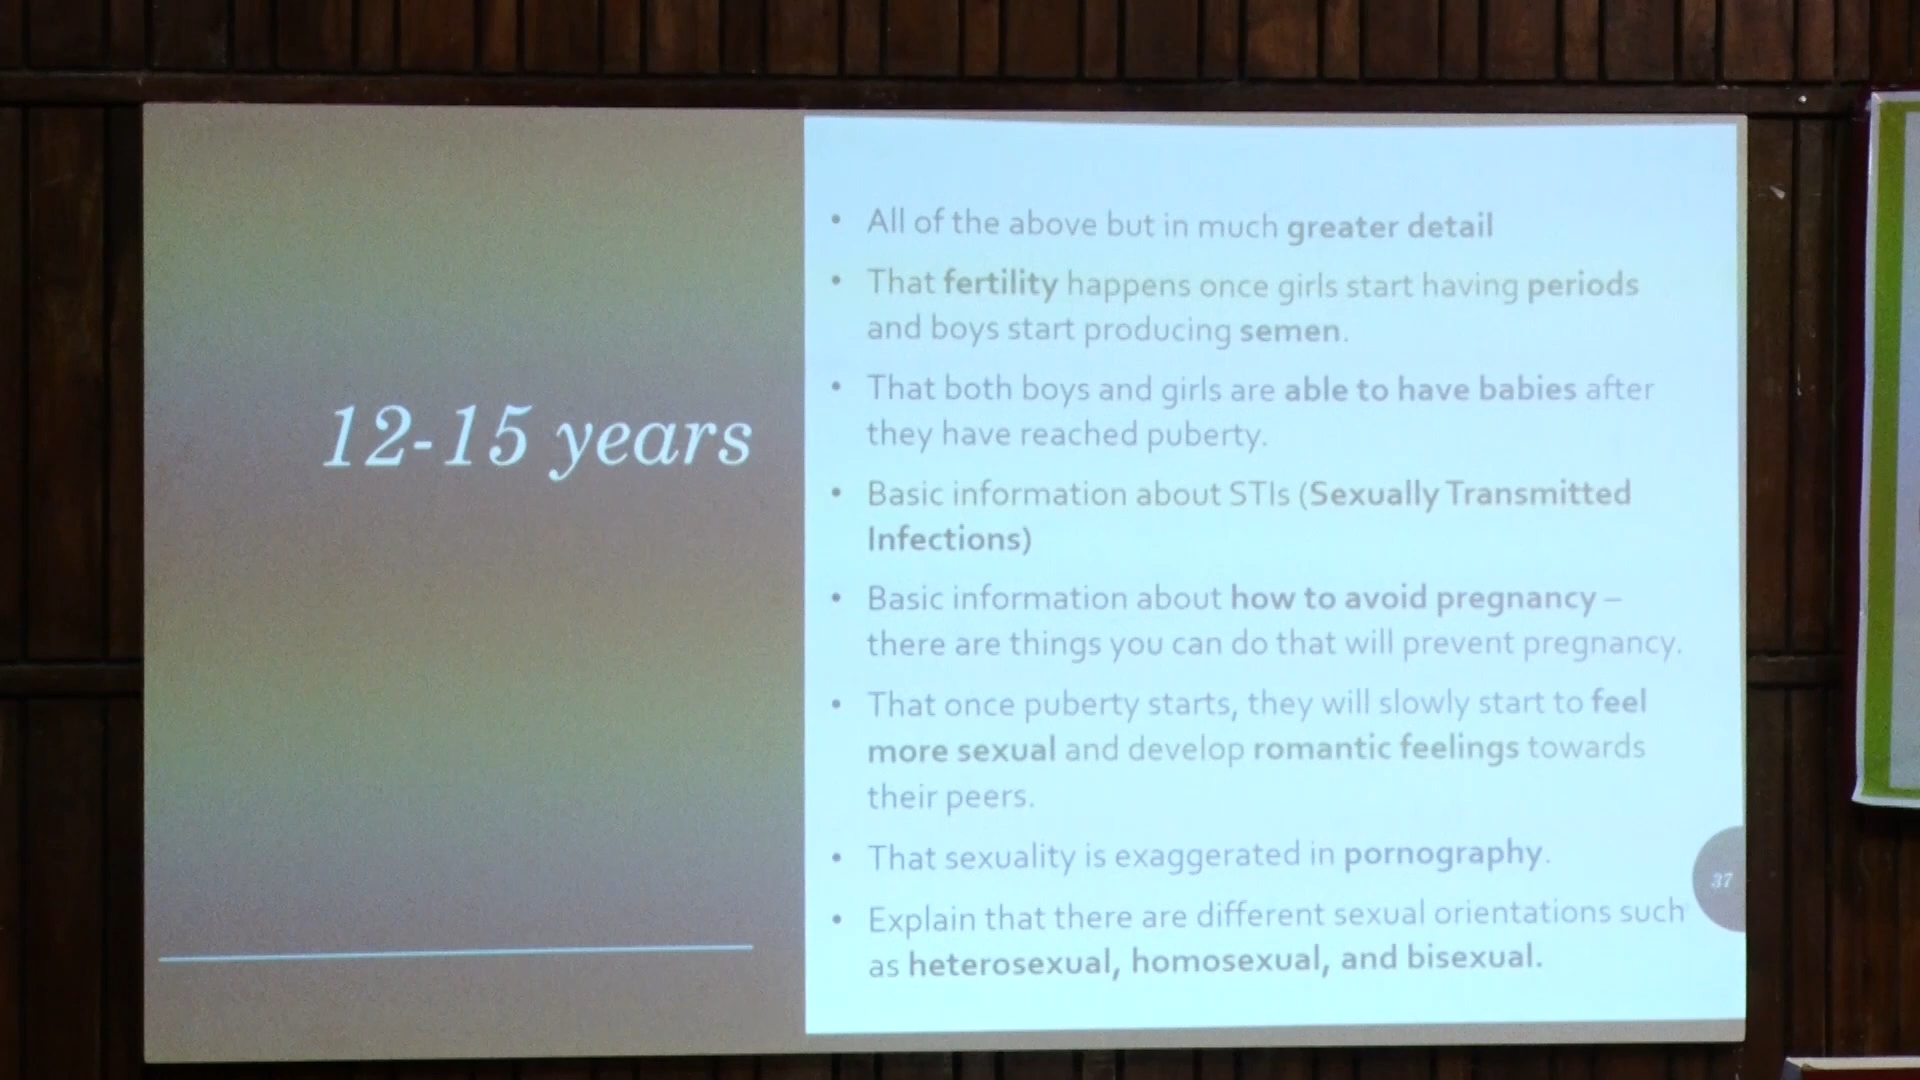 12-15 years
• All of the above but in much greater detail
• That fertility happens once girls start having periods
and boys start producing semen.
• That both boys and girls are able to have babies after
they have reached puberty.
• Basic information about STIs (Sexually Transmitted
Infections)
• Basic information about how to avoid pregnancy –
there are things you can do that will prevent pregnancy.
• That once puberty starts, they will slowly start to feel
more sexual and develop romantic feelings towards
their peers.
• That sexuality is exaggerated in pornography.
• Explain that there are different sexual orientations such
as heterosexual, homosexual, and bisexual.
37